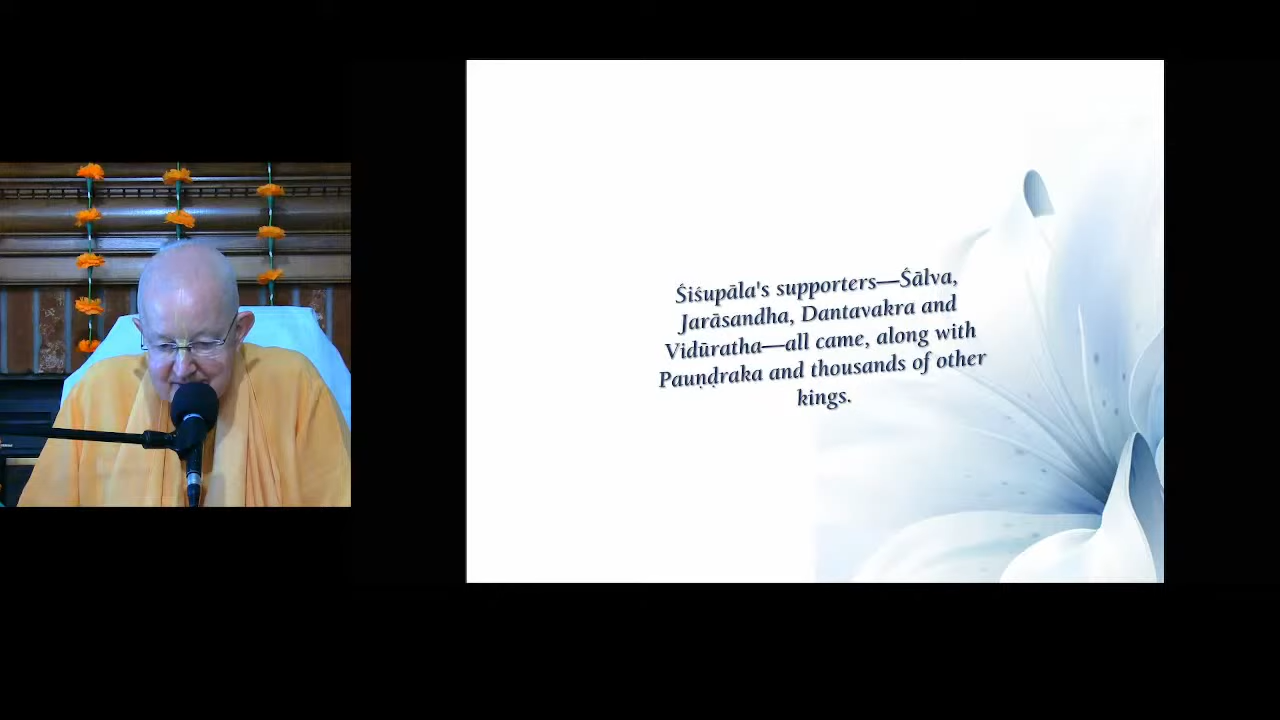 Śiśupāla's supporters—Śālva,
Jarāsandha, Dantavakra and
Vidūratha—all came, along with
Pauṇḍraka and thousands of other
kings.